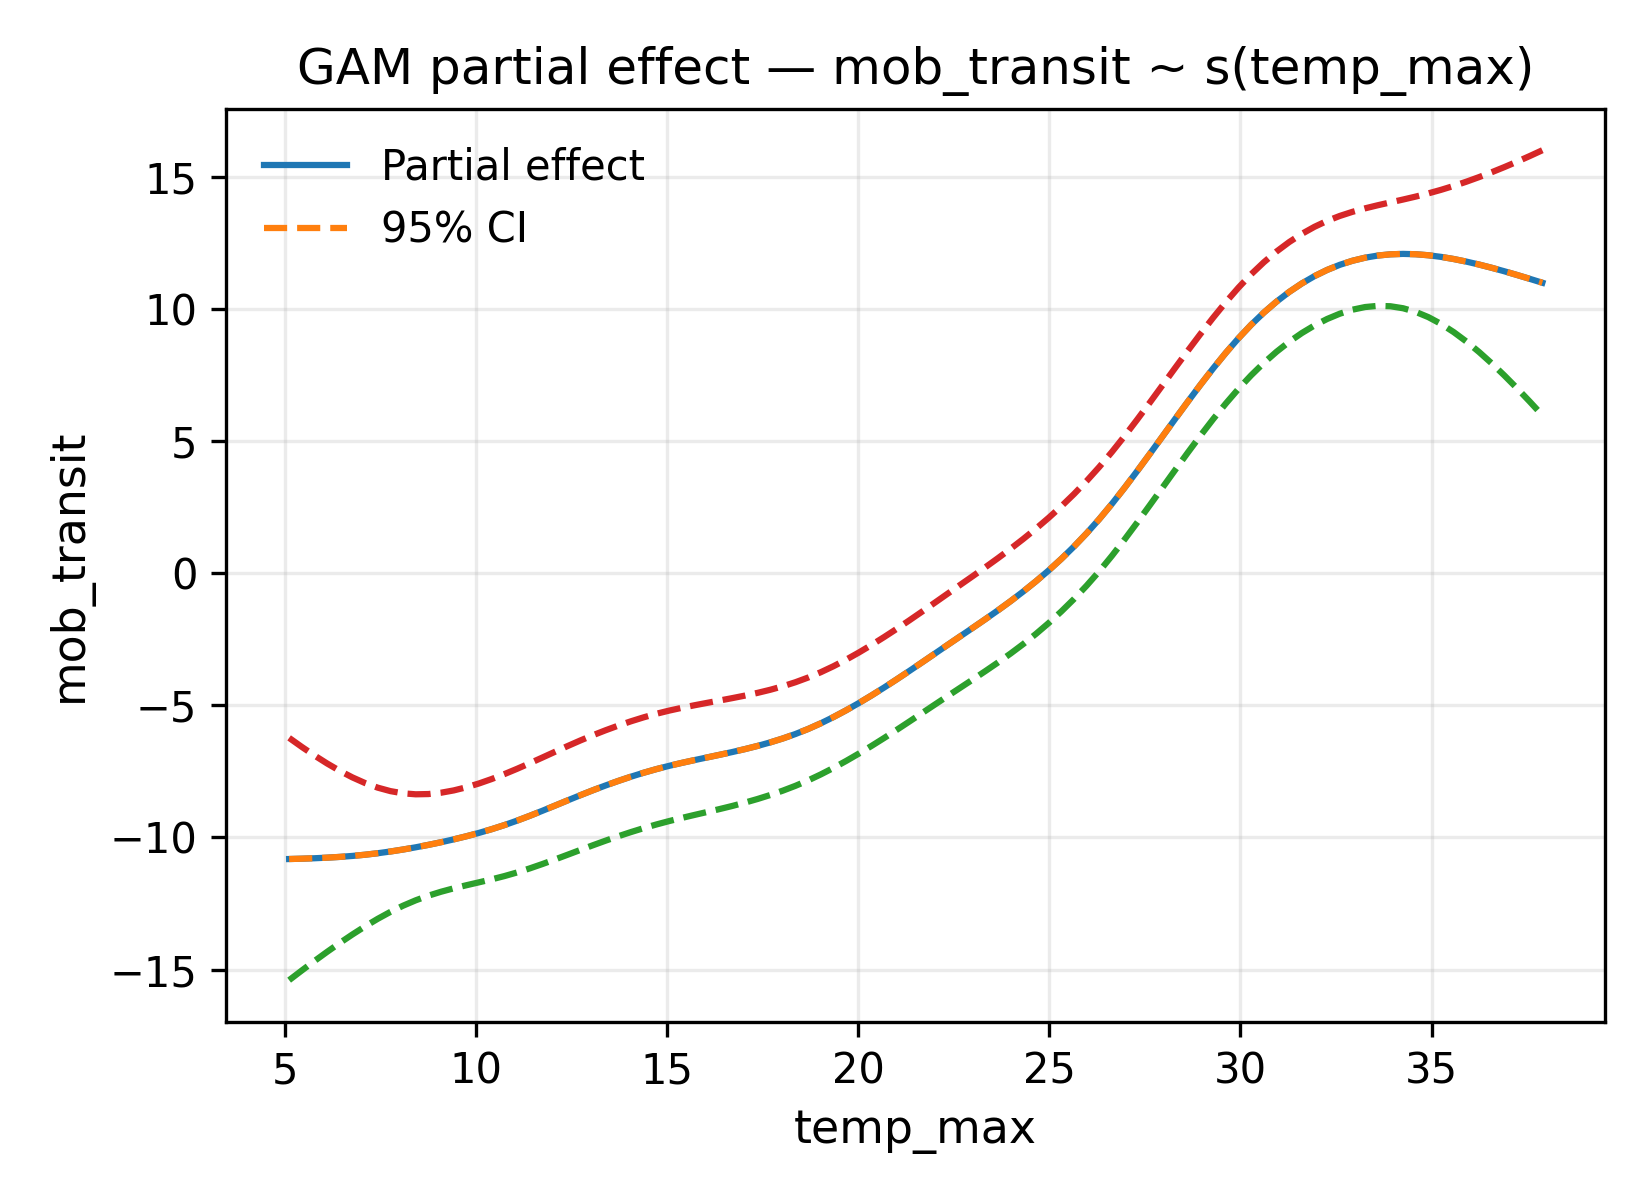 GAM partial effect — mob_transit ~ s(temp_max)
Partial effect
95% CI
15
10
5
0
−5
−10
−15
mob_transit
5 10 15 20 25 30 35
temp_max